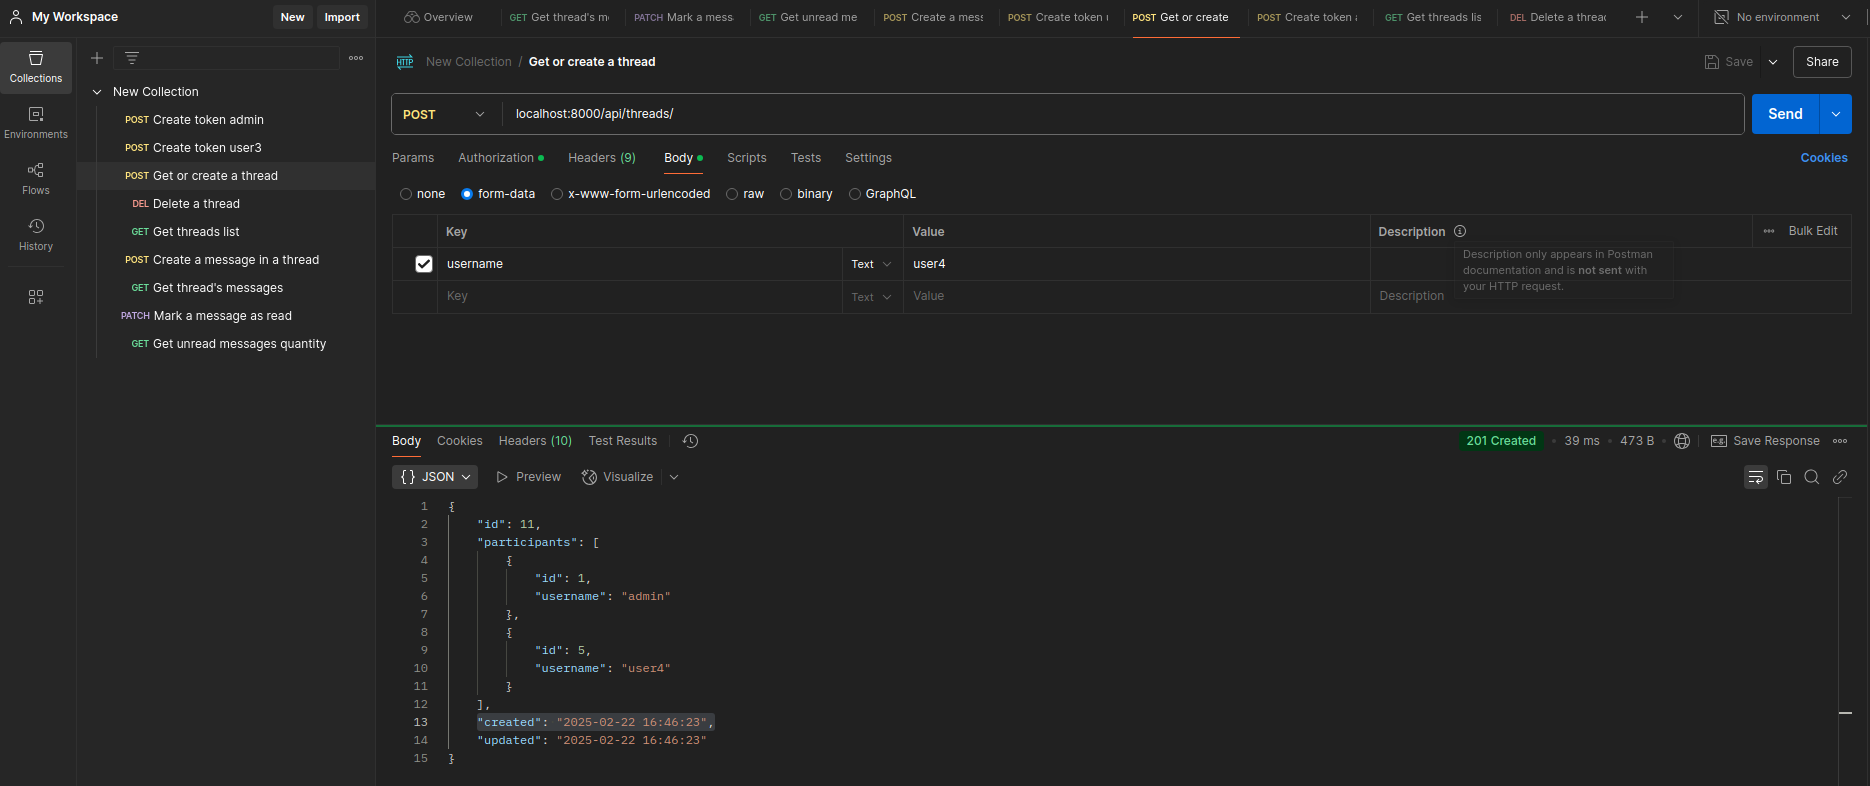 My Workspace
New
Import
Overview
GET Get thread's m
PATCH Mark a mess
GET Get unread me
POST Create a mess
POST Create token
POST Get or create
POST Create token
GET Get threads lis
DEL Delete a thread
No environment
Collections
Environments
Flows
History
New Collection
POST Create token admin
POST Create token user3
POST Get or create a thread
DEL Delete a thread
GET Get threads list
POST Create a message in a thread
GET Get thread's messages
PATCH Mark a message as read
GET Get unread messages quantity
HTTP New Collection / Get or create a thread
Save
Share
POST
localhost:8000/api/threads/
Send
Params
Authorization
Headers (9)
Body
Scripts
Tests
Settings
Cookies
none
form-data
x-www-form-urlencoded
raw
binary
GraphQL
Key
Value
Description
Bulk Edit
username
Text
user4
Description only appears in Postman
documentation and is not sent with
your HTTP request.
Key
Text
Value
Description
Body
Cookies
Headers (10)
Test Results
201 Created
39 ms
473 B
e.g.
Save Response
{} JSON
Preview
Visualize
1 {
2 "id": 11,
3 "participants": [
4 {
5 "id": 1,
6 "username": "admin"
7 },
8 {
9 "id": 5,
10 "username": "user4"
11 }
12 ],
13 "created": "2025-02-22 16:46:23",
14 "updated": "2025-02-22 16:46:23"
15 }